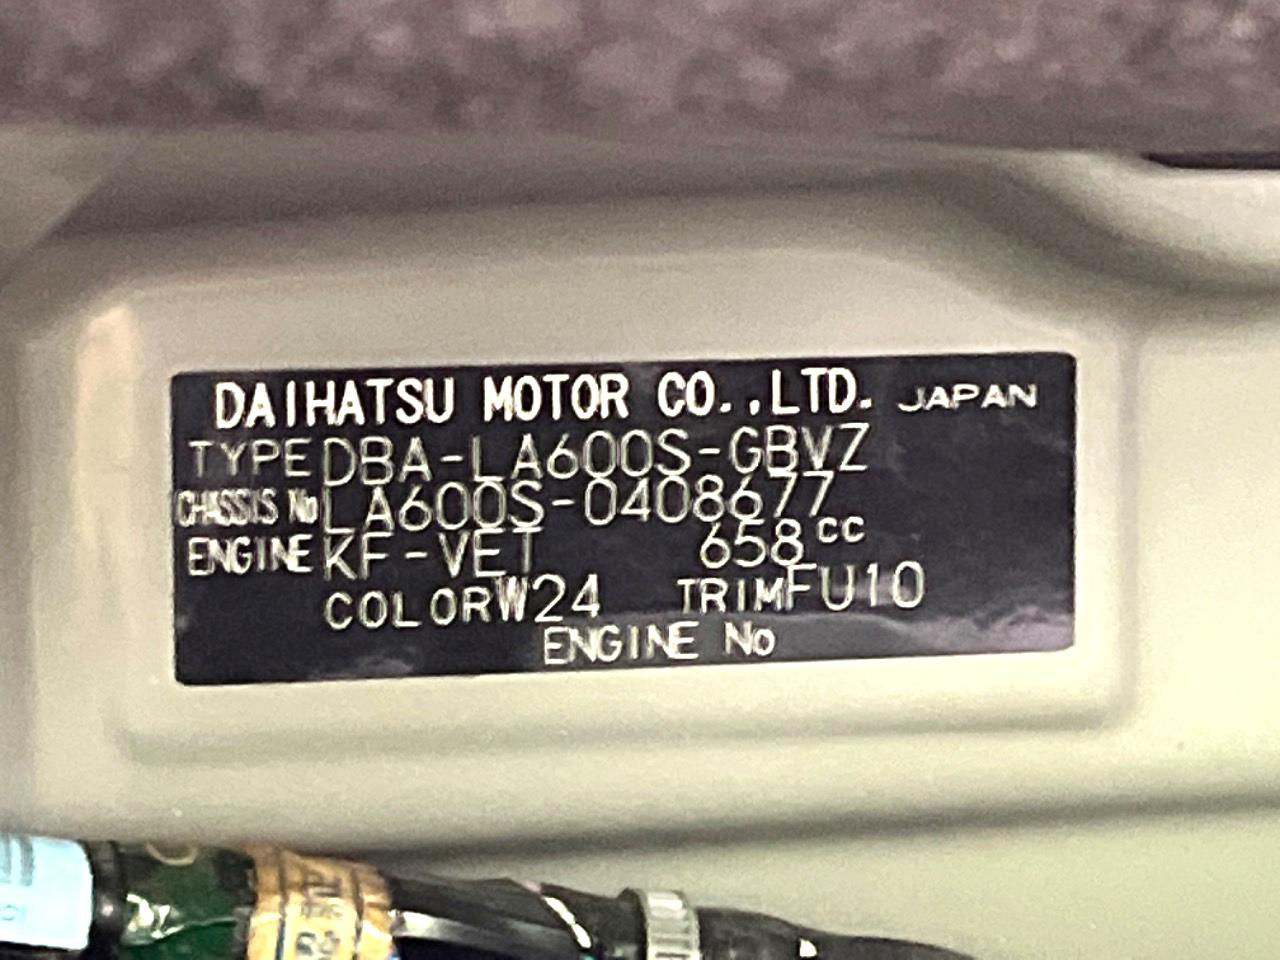 DAIHATSU MOTOR CO.,LTD. JAPAN
TYPE DBA-LA600S-GBVZ
CHASSIS No LA600S-0408677
ENGINE KF-VET 658cc
COLOR W24 TRIM FU10
ENGINE No